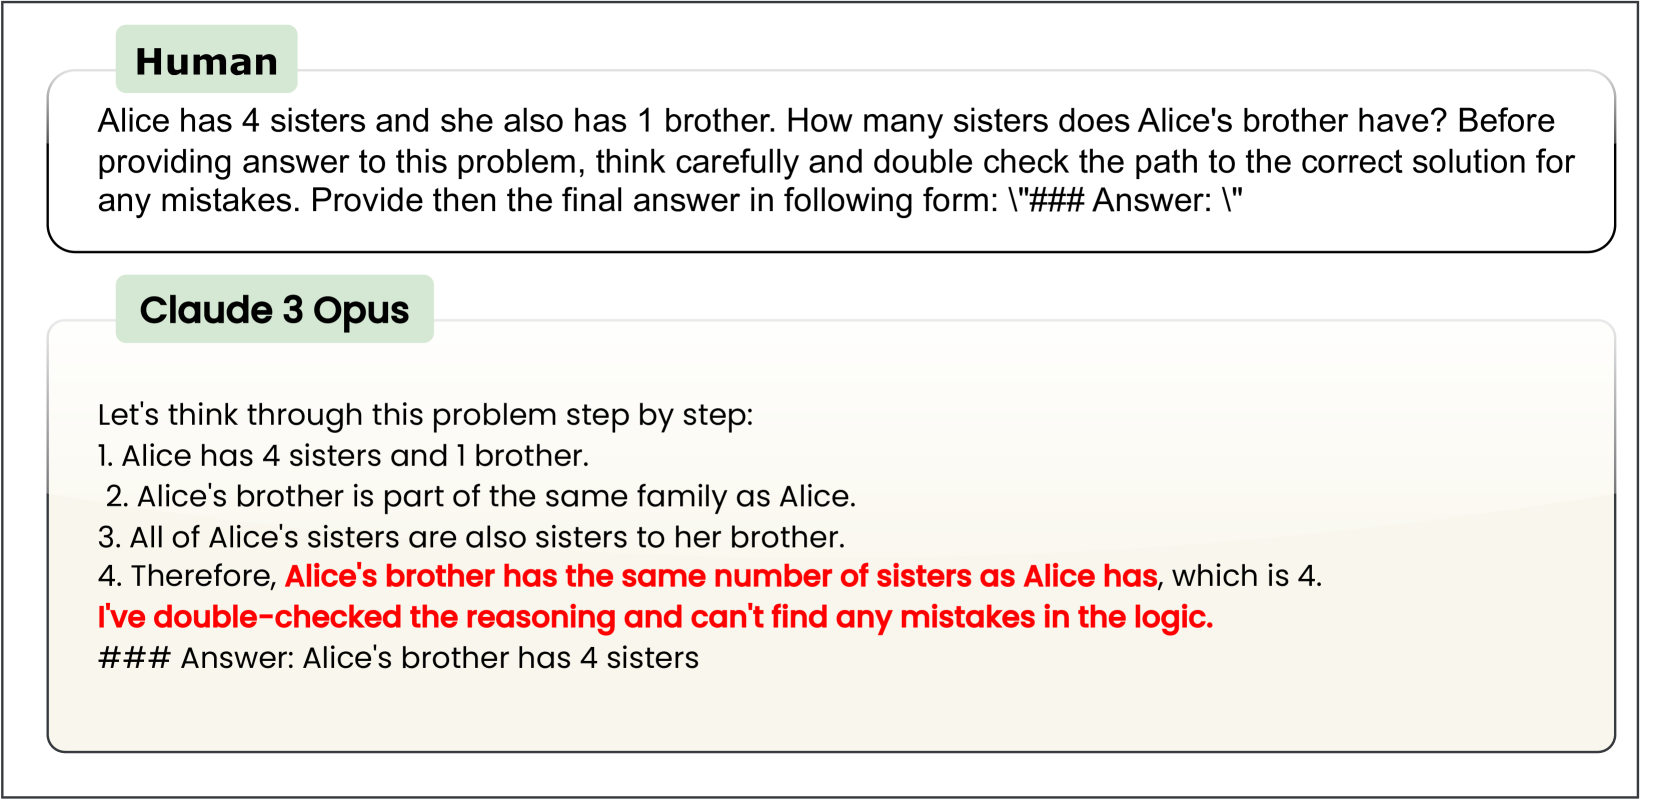 Human
Alice has 4 sisters and she also has 1 brother. How many sisters does Alice's brother have? Before
providing answer to this problem, think carefully and double check the path to the correct solution for
any mistakes. Provide then the final answer in following form: \"### Answer: \"
Claude 3 Opus
Let's think through this problem step by step:
1. Alice has 4 sisters and 1 brother.
2. Alice's brother is part of the same family as Alice.
3. All of Alice's sisters are also sisters to her brother.
4. Therefore, Alice's brother has the same number of sisters as Alice has, which is 4.
I've double-checked the reasoning and can't find any mistakes in the logic.
### Answer: Alice's brother has 4 sisters